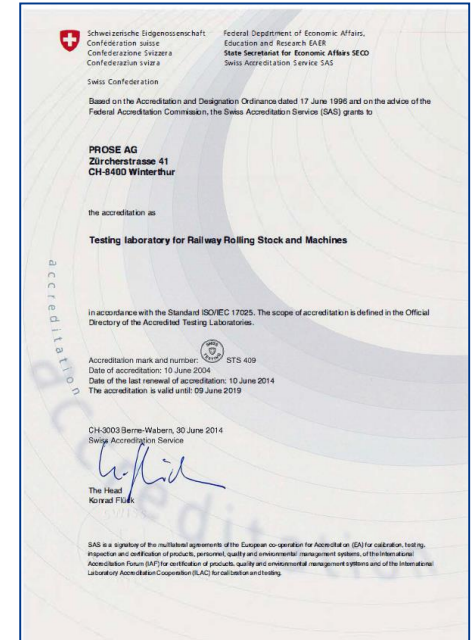 Schweizerische Eidgenossenschaft
Confédération suisse
Confederazione Svizzera
Confederaziun svizra
Swiss Confederation
Federal Department of Economic Affairs,
Education and Research EAER
State Secretariat for Economic Affairs SECO
Swiss Accreditation Service SAS
Based on the Accreditation and Designation Ordinance dated 17 June 1996 and on the advice of the
Federal Accreditation Commission, the Swiss Accreditation Service (SAS) grants to
PROSE AG
Zürcherstrasse 41
CH-8400 Winterthur
the accreditation as
Testing laboratory for Railway Rolling Stock and Machines
accreditation
in accordance with the Standard ISO/IEC 17025. The scope of accreditation is defined in the Official
Directory of the Accredited Testing Laboratories.
Accreditation mark and number: STS 409
Date of accreditation: 10 June 2004
Date of the last renewal of accreditation: 10 June 2014
The accreditation is valid until: 09 June 2019
CH-3003 Berne-Wabern, 30 June 2014
Swiss Accreditation Service
The Head
Konrad Flück
accreditation
SAS is a signatory of the multilateral agreements of the European co-operation for Accreditation (EA) for calibration, testing,
inspection and certification of products, personnel, quality and environmental management systems, of the International
Accreditation Forum (IAF) for certification of products, quality and environmental management systems and of the International
Laboratory Accreditation Cooperation (ILAC) for calibration and testing.